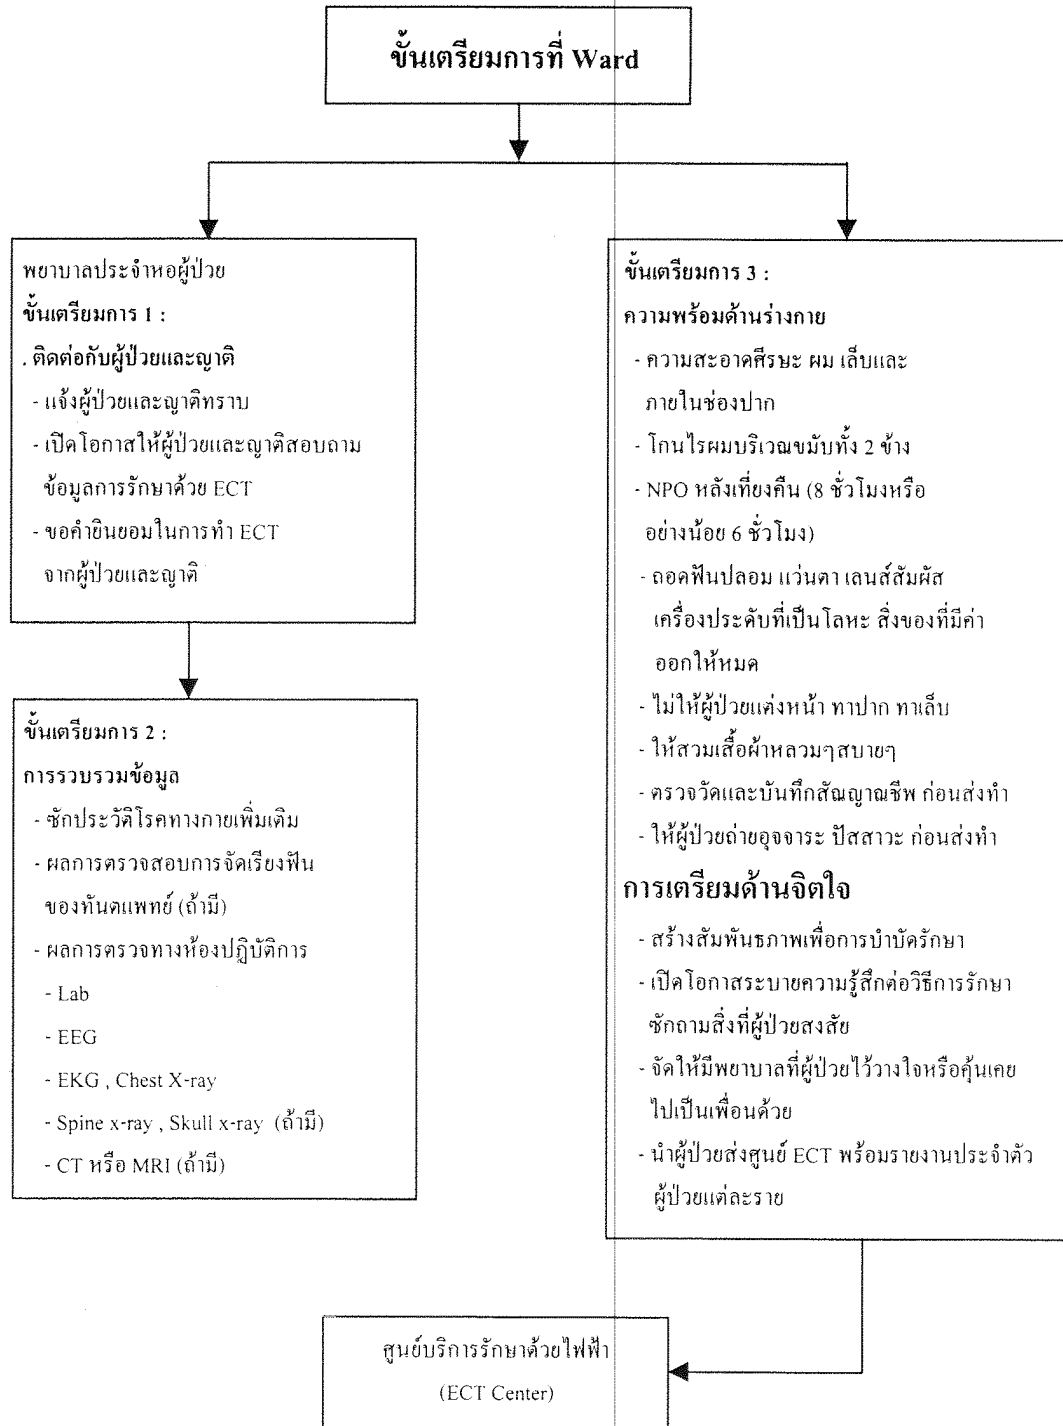 ขั้นเตรียมการที่ Ward
พยาบาลประจำหอผู้ป่วย
ขั้นเตรียมการ 1 :
. ติดต่อกับผู้ป่วยและญาติ
- แจ้งผู้ป่วยและญาติทราบ
- เปิดโอกาสให้ผู้ป่วยและญาติสอบถาม
ข้อมูลการรักษาด้วย ECT
- ขอคำยินยอมในการทำ ECT
จากผู้ป่วยและญาติ
ขั้นเตรียมการ 2 :
การรวบรวมข้อมูล
- ซักประวัติโรคทางกายเพิ่มเติม
- ผลการตรวจสอบการจัดเรียงฟัน
ของทันตแพทย์ (ถ้ามี)
- ผลการตรวจทางห้องปฏิบัติการ
- Lab
- EEG
- EKG , Chest X-ray
- Spine x-ray , Skull x-ray (ถ้ามี)
- CT หรือ MRI (ถ้ามี)
ขั้นเตรียมการ 3 :
ความพร้อมด้านร่างกาย
- ความสะอาดศีรษะ ผม เล็บและ
ภายในช่องปาก
- โกนไรผมบริเวณขมับทั้ง 2 ข้าง
- NPO หลังเที่ยงคืน (8 ชั่วโมงหรือ
อย่างน้อย 6 ชั่วโมง)
- ถอดฟันปลอม แว่นตา เลนส์สัมผัส
เครื่องประดับที่เป็นโลหะ สิ่งของที่มีค่า
ออกให้หมด
- ไม่ให้ผู้ป่วยแต่งหน้า ทาปาก ทาเล็บ
- ให้สวมเสื้อผ้าหลวมๆสบายๆ
- ตรวจวัดและบันทึกสัญญาณชีพ ก่อนส่งทำ
- ให้ผู้ป่วยถ่ายอุจจาระ ปัสสาวะ ก่อนส่งทำ
การเตรียมด้านจิตใจ
- สร้างสัมพันธภาพเพื่อการบำบัดรักษา
- เปิดโอกาสระบายความรู้สึกต่อวิธีการรักษา
ซักถามสิ่งที่ผู้ป่วยสงสัย
- จัดให้มีพยาบาลที่ผู้ป่วยไว้วางใจหรือคุ้นเคย
ไปเป็นเพื่อนด้วย
- นำผู้ป่วยส่งศูนย์ ECT พร้อมรายงานประจำตัว
ผู้ป่วยแต่ละราย
ศูนย์บริการรักษาด้วยไฟฟ้า
(ECT Center)